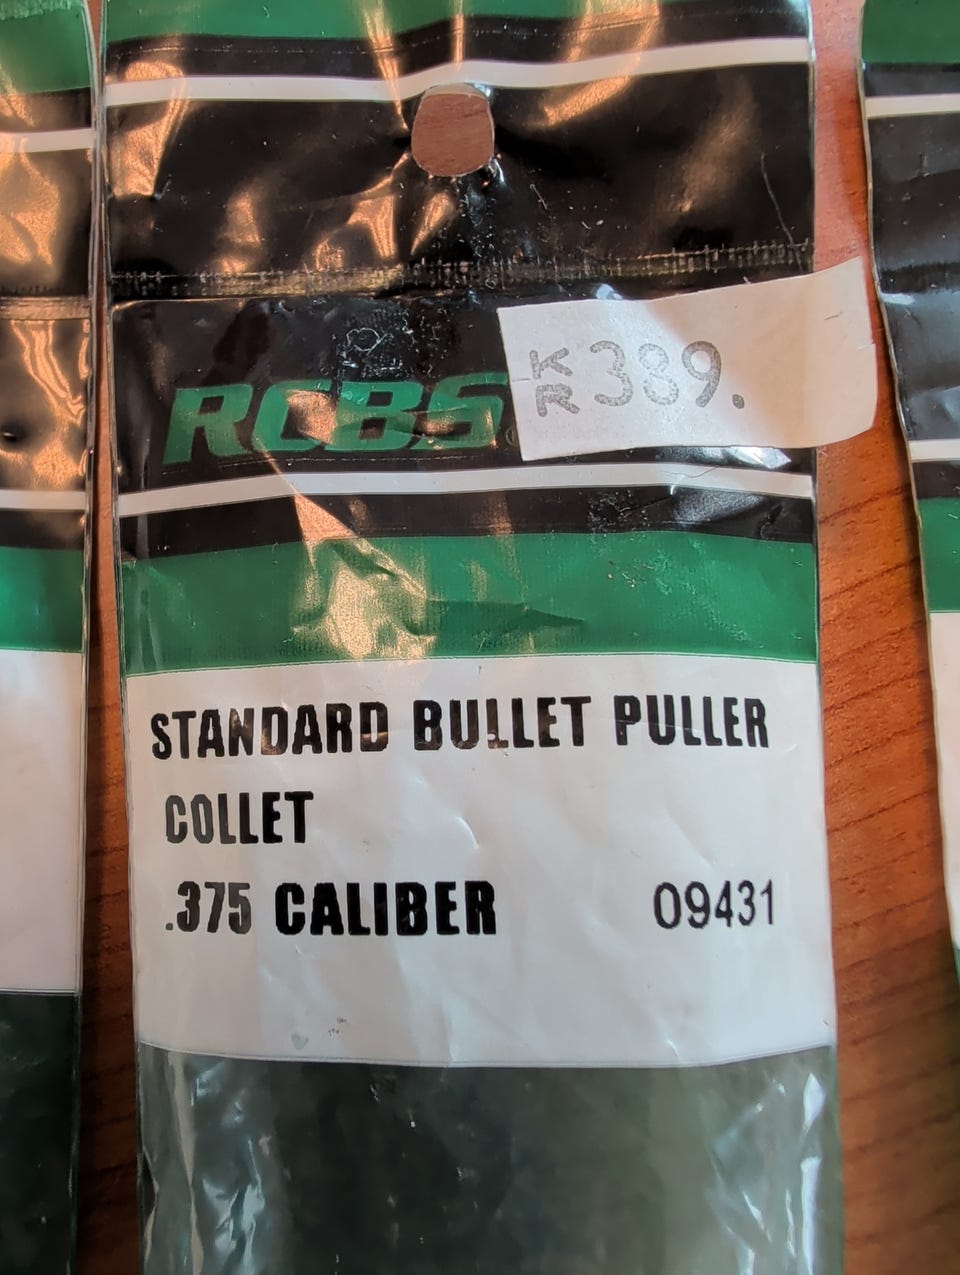 RCBS
KR 389.
STANDARD BULLET PULLER
COLLET
.375 CALIBER 09431